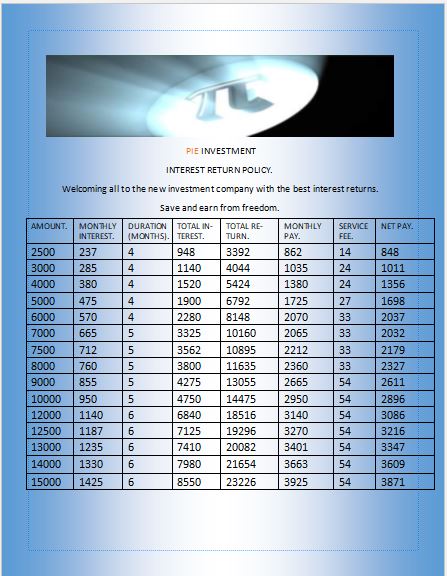 π
PIE INVESTMENT
INTEREST RETURN POLICY.
Welcoming all to the new investment company with the best interest returns.
Save and earn from freedom.
AMOUNT. MONTHLY INTEREST. DURATION (MONTHS). TOTAL IN-TEREST. TOTAL RE-TURN. MONTHLY PAY. SERVICE FEE. NET PAY.
2500 237 4 948 3392 862 14 848
3000 285 4 1140 4044 1035 24 1011
4000 380 4 1520 5424 1380 24 1356
5000 475 4 1900 6792 1725 27 1698
6000 570 4 2280 8148 2070 33 2037
7000 665 5 3325 10160 2065 33 2032
7500 712 5 3562 10895 2212 33 2179
8000 760 5 3800 11635 2360 33 2327
9000 855 5 4275 13055 2665 54 2611
10000 950 5 4750 14475 2950 54 2896
12000 1140 6 6840 18516 3140 54 3086
12500 1187 6 7125 19296 3270 54 3216
13000 1235 6 7410 20082 3401 54 3347
14000 1330 6 7980 21654 3663 54 3609
15000 1425 6 8550 23226 3925 54 3871